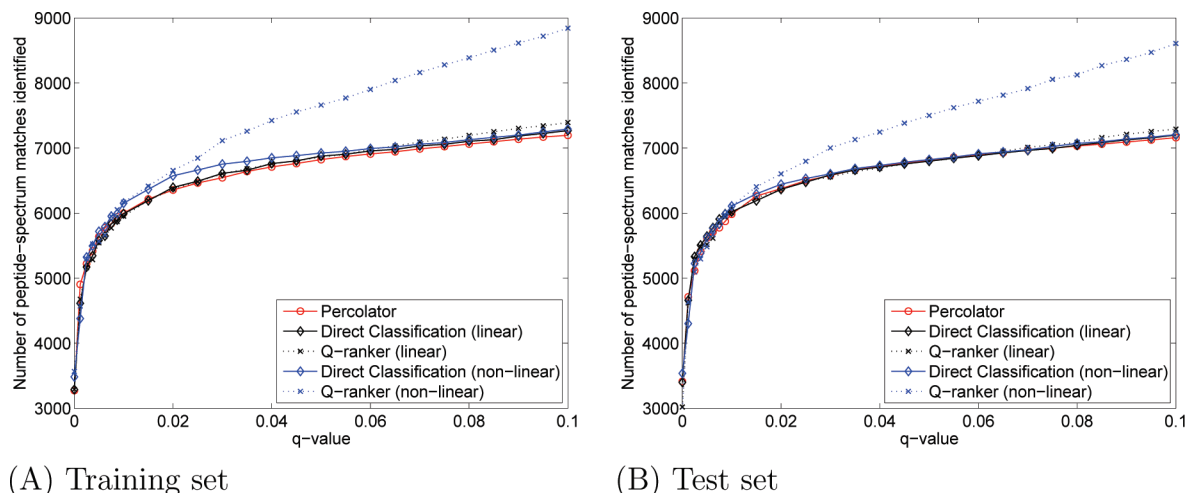 9000
8000
7000
6000
5000
4000
3000
Number of peptide−spectrum matches identified
0
0.02
0.04
0.06
0.08
0.1
q−value
Percolator
Direct Classification (linear)
Q−ranker (linear)
Direct Classification (non−linear)
Q−ranker (non−linear)
(A) Training set
9000
8000
7000
6000
5000
4000
3000
Number of peptide−spectrum matches identified
0
0.02
0.04
0.06
0.08
0.1
q−value
Percolator
Direct Classification (linear)
Q−ranker (linear)
Direct Classification (non−linear)
Q−ranker (non−linear)
(B) Test set